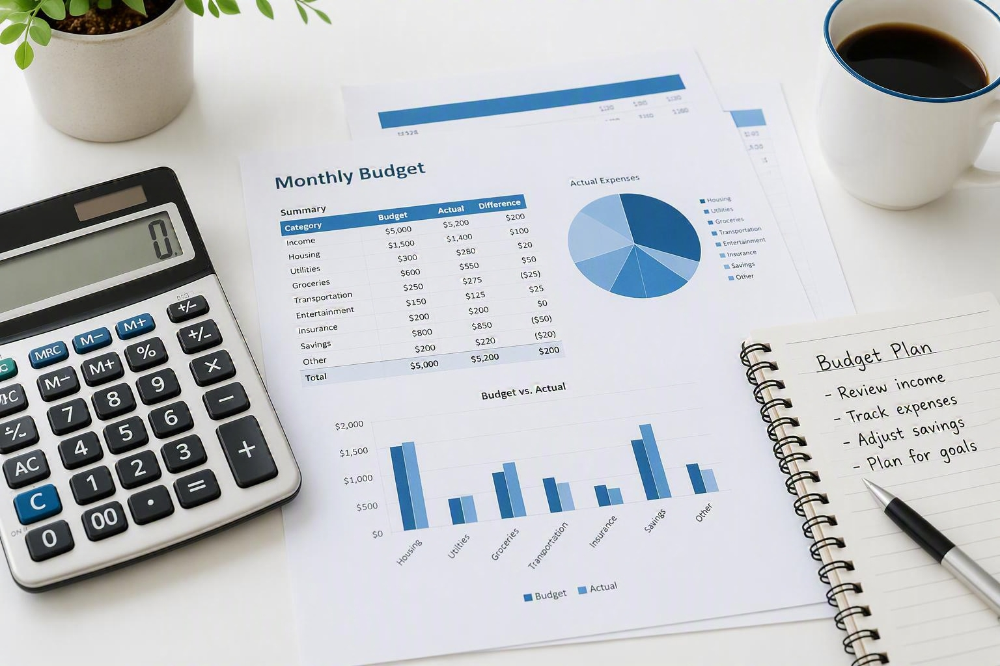 Monthly Budget
Summary
Category Budget Actual Difference
Income $5,000 $5,200 $200
Housing $1,500 $1,400 $100
Utilities $300 $280 $20
Groceries $600 $550 $50
Transportation $250 $275 ($25)
Entertainment $150 $125 $25
Insurance $200 $200 $0
Savings $800 $850 ($50)
Other $200 $220 ($20)
Total $5,000 $5,200 $200
Actual Expenses
Housing
Utilities
Groceries
Transportation
Entertainment
Insurance
Savings
Other
Budget vs. Actual
$2,000
$1,500
$1,000
$500
$0
Housing Utilties Groceries Transportation Insurance Savings Other
Budget Actual
Budget Plan
- Review income
- Track expenses
- Adjust savings
- Plan for goals
0.
MRC M− M+ +/−
M− M+ % +/−
7 8 9 ×
4 5 6 −
AC 1 2 3 +
C 00 . =
0